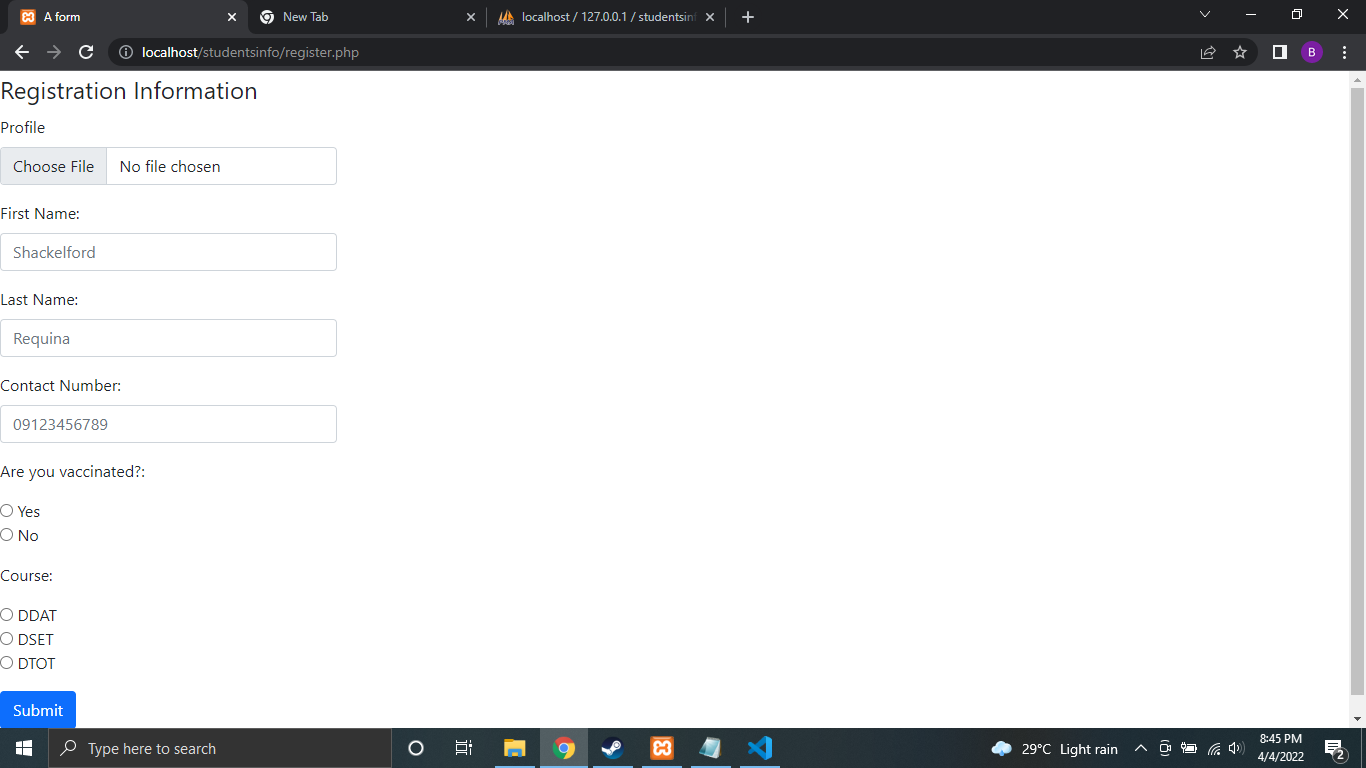 A form
New Tab
localhost / 127.0.0.1 / studentsinf
localhost/studentsinfo/register.php
B
Registration Information
Profile
Choose File No file chosen
First Name:
Shackelford
Last Name:
Requina
Contact Number:
09123456789
Are you vaccinated?:
Yes
No
Course:
DDAT
DSET
DTOT
Submit
Type here to search
29°C Light rain
8:45 PM
4/4/2022
2